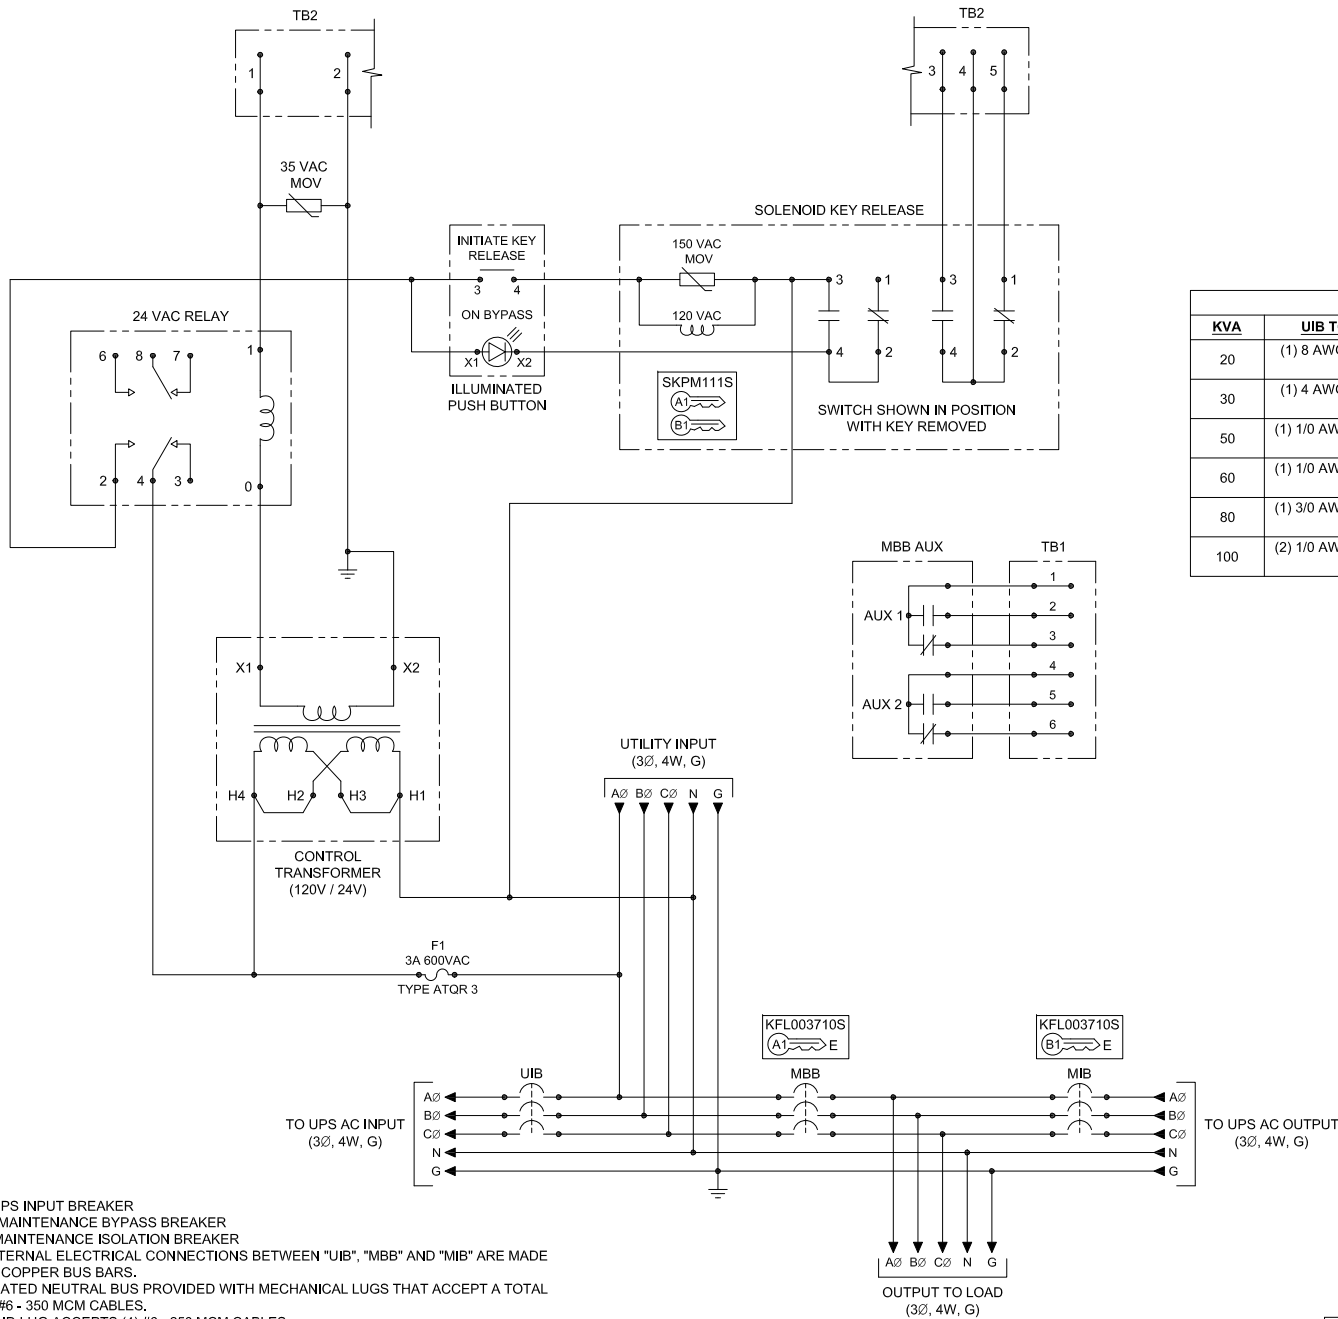 TB2
1
2
TB2
3
4
5
35 VAC
MOV
SOLENOID KEY RELEASE
INITIATE KEY
RELEASE
3
4
ON BYPASS
X1
X2
ILLUMINATED
PUSH BUTTON
150 VAC
MOV
120 VAC
3
1
3
1
4
2
4
2
SKPM111S
A1
B1
SWITCH SHOWN IN POSITION
WITH KEY REMOVED
24 VAC RELAY
6
8
7
1
2
4
3
0
KVA
UIB
20
(1) 8
30
(1) 4
50
(1) 1/0
60
(1) 1/0
80
(1) 3/0
100
(2) 1/0
MBB AUX
TB1
AUX 1
1
2
3
AUX 2
4
5
6
X1
X2
H4
H2
H3
H1
CONTROL
TRANSFORMER
(120V / 24V)
UTILITY INPUT
(3Ø, 4W, G)
AØ BØ CØ N G
F1
3A 600VAC
TYPE ATQR 3
KFL003710S
A1
E
KFL003710S
B1
E
UIB
MBB
MIB
TO UPS AC INPUT
(3Ø, 4W, G)
AØ
BØ
CØ
N
G
AØ
BØ
CØ
N
G
TO UPS AC OUTPUT
(3Ø, 4W, G)
AØ BØ CØ N G
OUTPUT TO LOAD
(3Ø, 4W, G)
INPUT BREAKER
MAINTENANCE BYPASS BREAKER
MAINTENANCE ISOLATION BREAKER
ELECTRICAL CONNECTIONS BETWEEN "UIB", "MBB" AND "MIB" ARE MADE
COPPER BUS BARS.
NEUTRAL BUS PROVIDED WITH MECHANICAL LUGS THAT ACCEPT A TOTAL
#6 - 350 MCM CABLES.